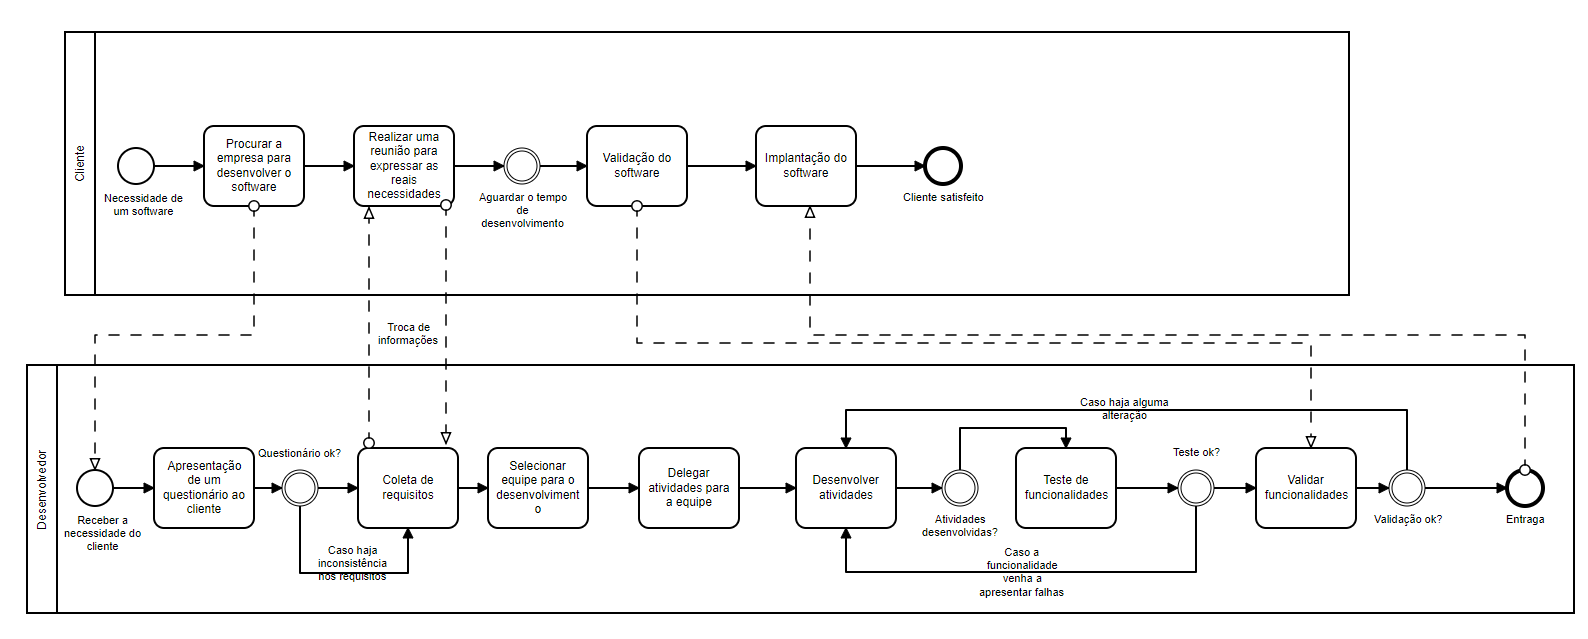 Cliente
Necessidade de
um software
Procurar a
empresa para
desenvolver o
software
Realizar uma
reunião para
expressar as
reais
necessidades
Aguardar o tempo
de
desenvolvimento
Validação do
software
Implantação do
software
Cliente satisfeito
Troca de
informações
Desenvolvedor
Receber a
necessidade do
cliente
Apresentação
de um
questionário ao
cliente
Questionário ok?
Caso haja
inconsistência
nos requisitos
Coleta de
requisitos
Selecionar
equipe para o
desenvolviment
o
Delegar
atividades para
a equipe
Desenvolver
atividades
Atividades
desenvolvidas?
Teste de
funcionalidades
Teste ok?
Caso a
funcionalidade
venha a
apresentar falhas
Caso haja alguma
alteração
Validar
funcionalidades
Validação ok?
Entraga